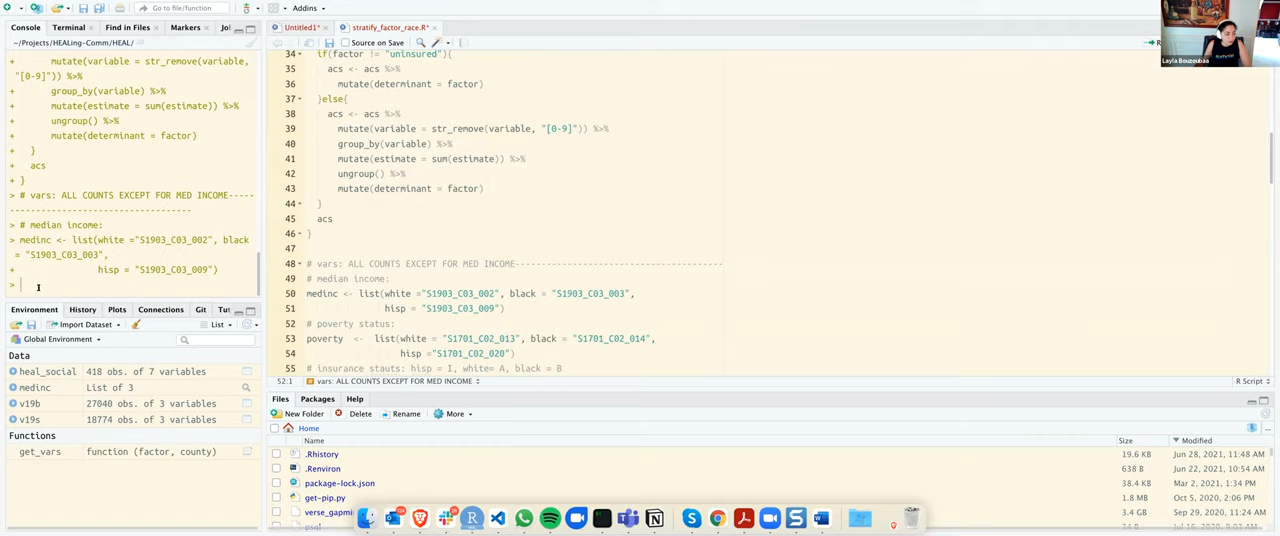 Go to file/function
Addins
Console Terminal Find in Files Markers
~/Projects/HEALing-Comm/HEAL/
+ mutate(variable = str_remove(variable,
"[0-9]")) %>%
+ group_by(variable) %>%
+ mutate(estimate = sum(estimate)) %>%
+ ungroup() %>%
+ mutate(determinant = factor)
+ }
+ acs
+ }
> # vars: ALL COUNTS EXCEPT FOR MED INCOME-----
------------------------------------
> # median income:
> medinc <- list(white ="S1903_C03_002", black
= "S1903_C03_003",
+ hisp = "S1903_C03_009")
>
Environment History Plots Connections Git Tut
Import Dataset
List
Global Environment
Data
heal_social 418 obs. of 7 variables
medinc List of 3
v19b 27040 obs. of 3 variables
v19s 18774 obs. of 3 variables
Functions
get_vars function (factor, county)
Untitled1* stratify_factor_race.R*
Source on Save
34 if(factor != "uninsured"){
35 acs <- acs %>%
36 mutate(determinant = factor)
37 }else{
38 acs <- acs %>%
39 mutate(variable = str_remove(variable, "[0-9]")) %>%
40 group_by(variable) %>%
41 mutate(estimate = sum(estimate)) %>%
42 ungroup() %>%
43 mutate(determinant = factor)
44 }
45 acs
46 }
47
48 # vars: ALL COUNTS EXCEPT FOR MED INCOME---------------------------------------
49 # median income:
50 medinc <- list(white ="S1903_C03_002", black = "S1903_C03_003",
51 hisp = "S1903_C03_009")
52 # poverty status:
53 poverty <- list(white = "S1701_C02_013", black = "S1701_C02_014",
54 hisp ="S1701_C02_020")
55 # insurance stauts: hisp = I, white= A, black = B
52:1 vars: ALL COUNTS EXCEPT FOR MED INCOME R Script
Files Packages Help
New Folder Delete Rename More
Home
Name Size Modified
.Rhistory 19.6 KB Jun 28, 2021, 11:48 AM
.Renviron 638 B Jun 22, 2021, 10:54 AM
package-lock.json 38.4 KB Mar 2, 2021, 1:34 PM
get-pip.py 1.8 MB Oct 5, 2020, 2:06 PM
verse_gapmi 3.4 GB Sep 29, 2020, 11:24 AM
Layla Bouzoubaa